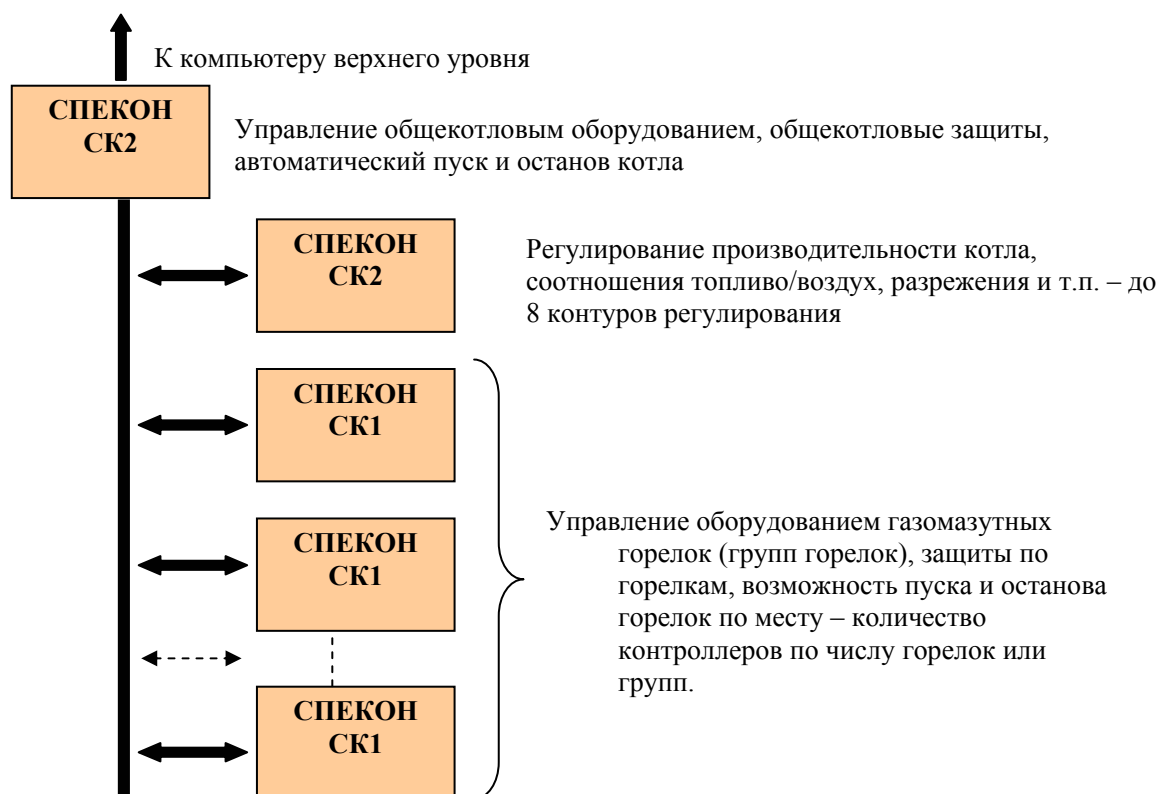 К компьютеру верхнего уровня
СПЕКОН
СК2
Управление общекотловым оборудованием, общекотловые защиты,
автоматический пуск и останов котла
СПЕКОН
СК2
Регулирование производительности котла,
соотношения топливо/воздух, разрежения и т.п. – до
8 контуров регулирования
СПЕКОН
СК1
СПЕКОН
СК1
Управление оборудованием газомазутных
горелок (групп горелок), защиты по
горелкам, возможность пуска и останова
горелок по месту – количество
контроллеров по числу горелок или
групп.
СПЕКОН
СК1